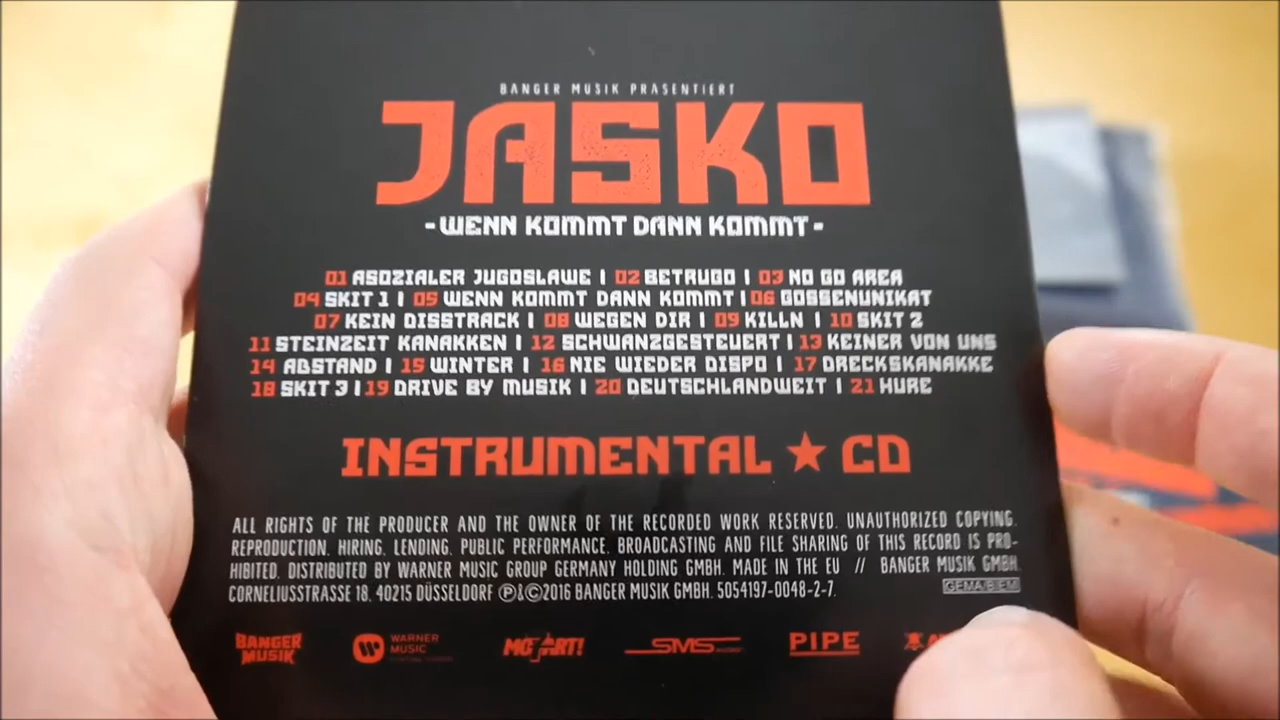 BANGER MUSIK PRÄSENTIERT
JASKO
- WENN KOMMT DANN KOMMT -
01 ASOZIALER JUGOSLAWE | 02 BETRUGO | 03 NO GO AREA
04 SKIT 1 | 05 WENN KOMMT DANN KOMMT | 06 GOSSENUNIKAT
07 KEIN DISSTRACK | 08 WEGEN DIR | 09 KILLN | 10 SKIT 2
11 STEINZEIT KANAKKEN | 12 SCHWANZGESTEUERT | 13 KEINER VON UNS
14 ABSTAND | 15 WINTER | 16 NIE WIEDER DISPO | 17 DRECKSKANAKKE
18 SKIT 3 | 19 DRIVE BY MUSIK | 20 DEUTSCHLANDWEIT | 21 HURE
INSTRUMENTAL ★ CD
ALL RIGHTS OF THE PRODUCER AND THE OWNER OF THE RECORDED WORK RESERVED. UNAUTHORIZED COPYING,
REPRODUCTION, HIRING, LENDING, PUBLIC PERFORMANCE, BROADCASTING AND FILE SHARING OF THIS RECORD IS PRO-
HIBITED. DISTRIBUTED BY WARNER MUSIC GROUP GERMANY HOLDING GMBH. MADE IN THE EU // BANGER MUSIK GMBH,
CORNELIUSSTRASSE 18, 40215 DÜSSELDORF ℗&©2016 BANGER MUSIK GMBH. 5054197-0048-2-7. GEMA/BIEM
BANGER MUSIK WARNER MUSIC SMS PIPE